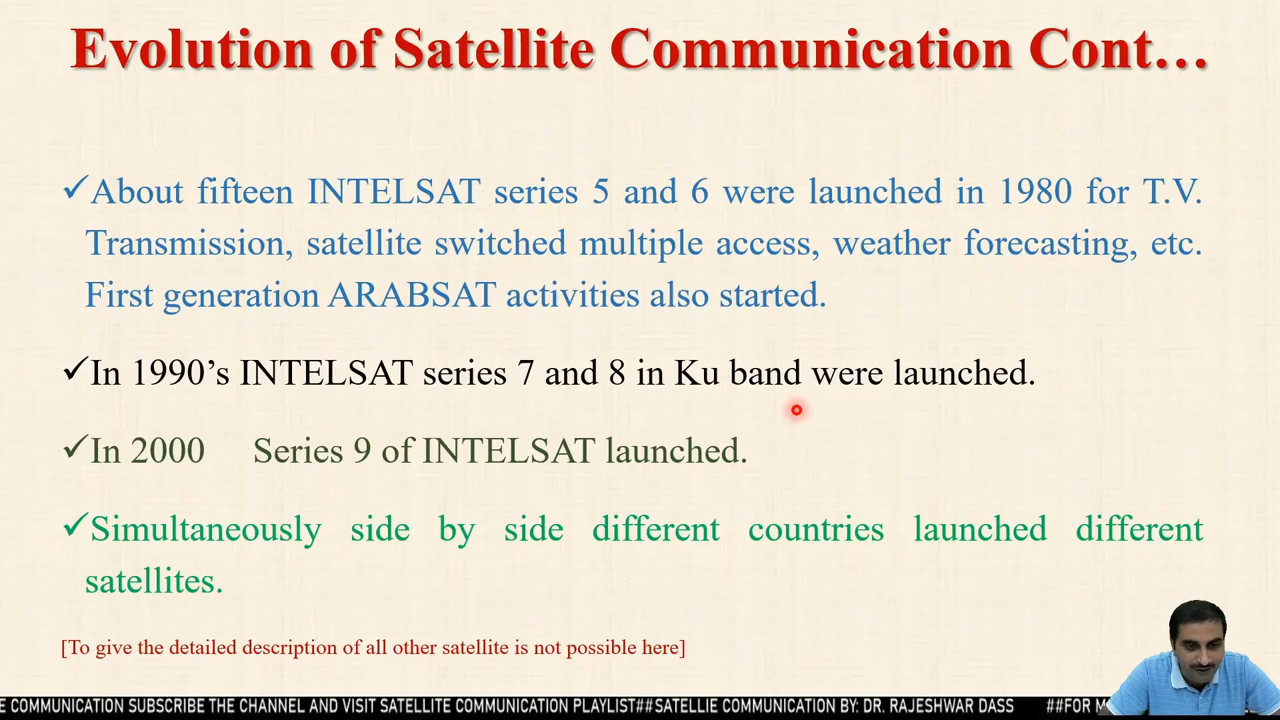 Evolution of Satellite Communication Cont…
✓About fifteen INTELSAT series 5 and 6 were launched in 1980 for T.V.
Transmission, satellite switched multiple access, weather forecasting, etc.
First generation ARABSAT activities also started.
✓In 1990’s INTELSAT series 7 and 8 in Ku band were launched.
✓In 2000 Series 9 of INTELSAT launched.
✓Simultaneously side by side different countries launched different
satellites.
[To give the detailed description of all other satellite is not possible here]
E COMMUNICATION SUBSCRIBE THE CHANNEL AND VISIT SATELLITE COMMUNICATION PLAYLIST##SATELLIE COMMUNICATION BY: DR. RAJESHWAR DASS ##FOR